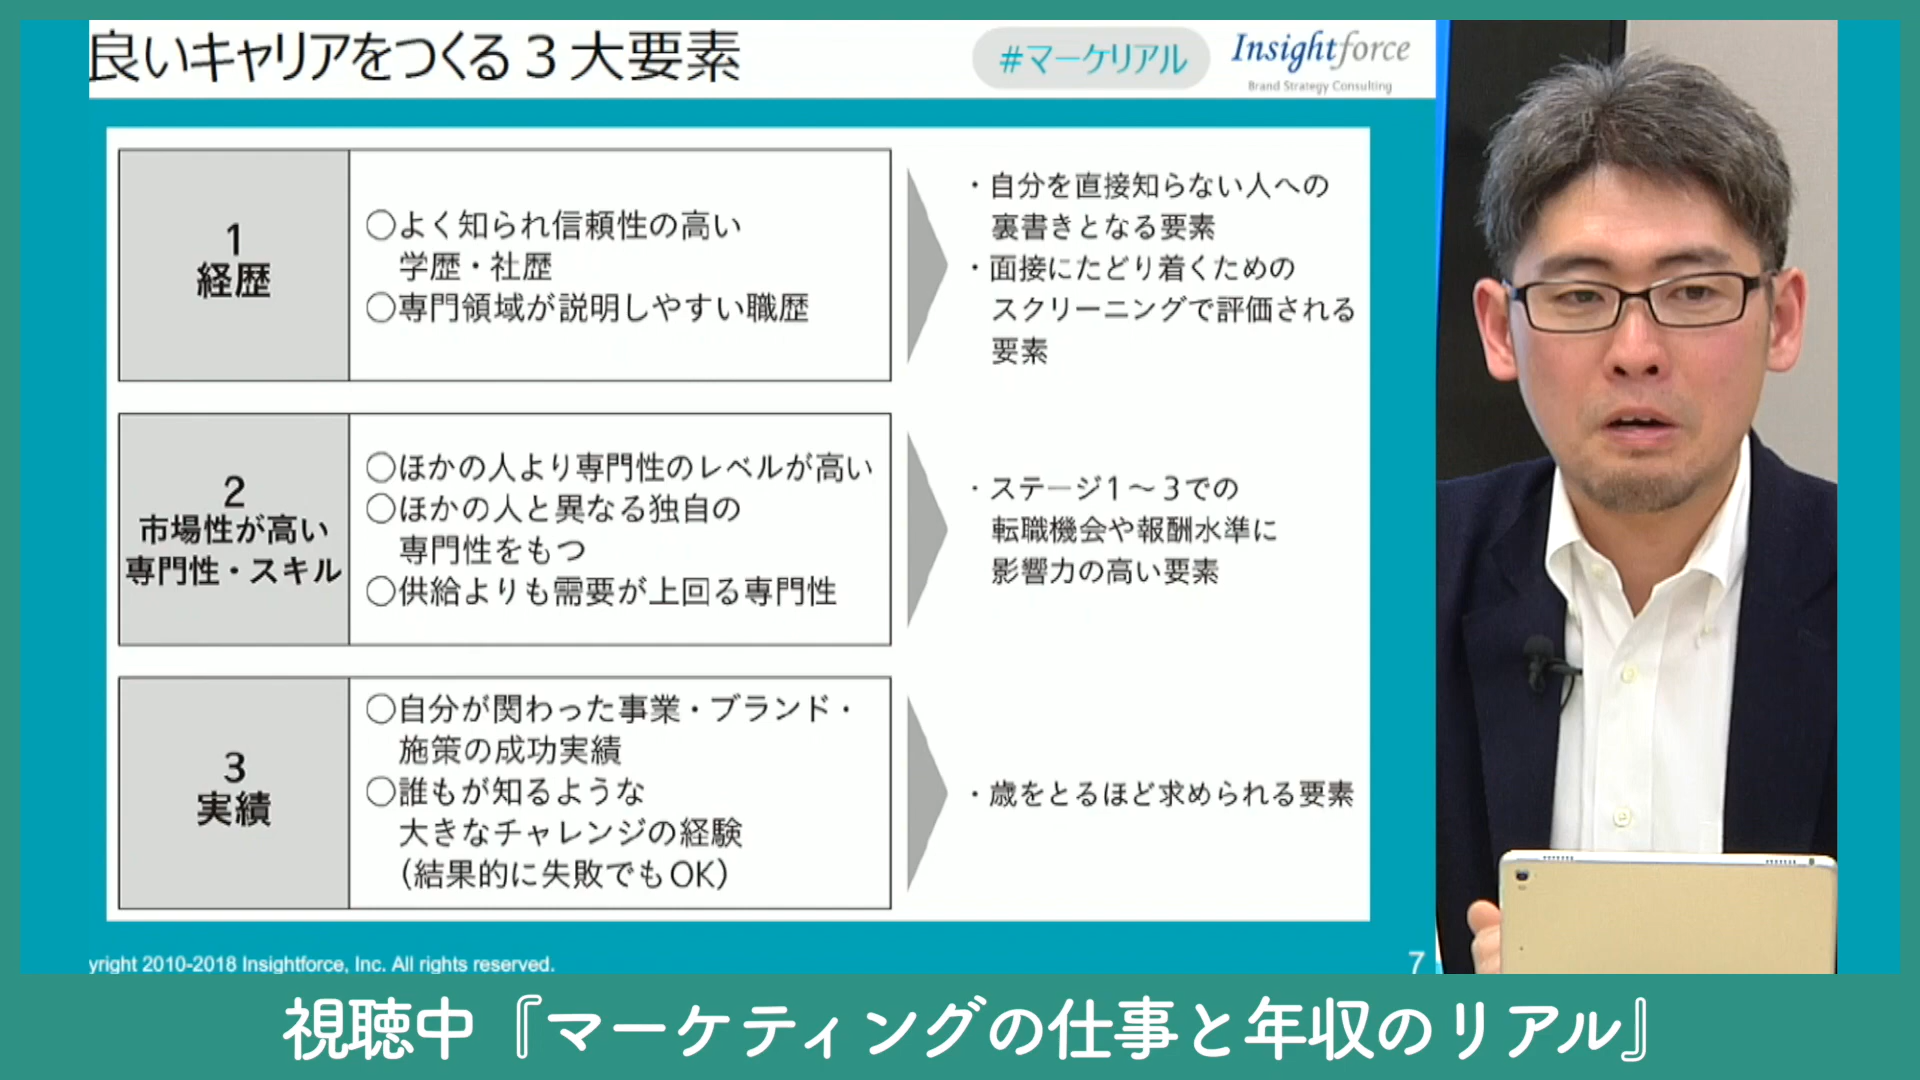 良いキャリアをつくる３大要素
#マーケリアル
Insightforce
Brand Strategy Consulting
1
経歴
○よく知られ信頼性の高い
学歴・社歴
○専門領域が説明しやすい職歴
・自分を直接知らない人への
裏書きとなる要素
・面接にたどり着くための
スクリーニングで評価される
要素
2
市場性が高い
専門性・スキル
○ほかの人より専門性のレベルが高い
○ほかの人と異なる独自の
専門性をもつ
○供給よりも需要が上回る専門性
・ステージ1～3での
転職機会や報酬水準に
影響力の高い要素
3
実績
○自分が関わった事業・ブランド・
施策の成功実績
○誰もが知るような
大きなチャレンジの経験
（結果的に失敗でもOK）
・歳をとるほど求められる要素
yright 2010-2018 Insightforce, Inc. All rights reserved.
7
視聴中『マーケティングの仕事と年収のリアル』